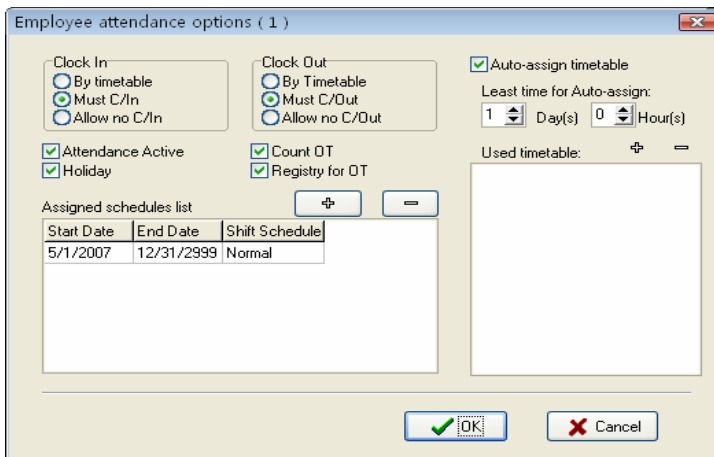 Employee attendance options ( 1 )
Clock In
By timetable
Must C/In
Allow no C/In
Clock Out
By Timetable
Must C/Out
Allow no C/Out
Auto-assign timetable
Least time for Auto-assign:
1 Day(s) 0 Hour(s)
Attendance Active
Holiday
Count OT
Registry for OT
Used timetable:
Assigned schedules list
Start Date End Date Shift Schedule
5/1/2007 12/31/2999 Normal
OK Cancel